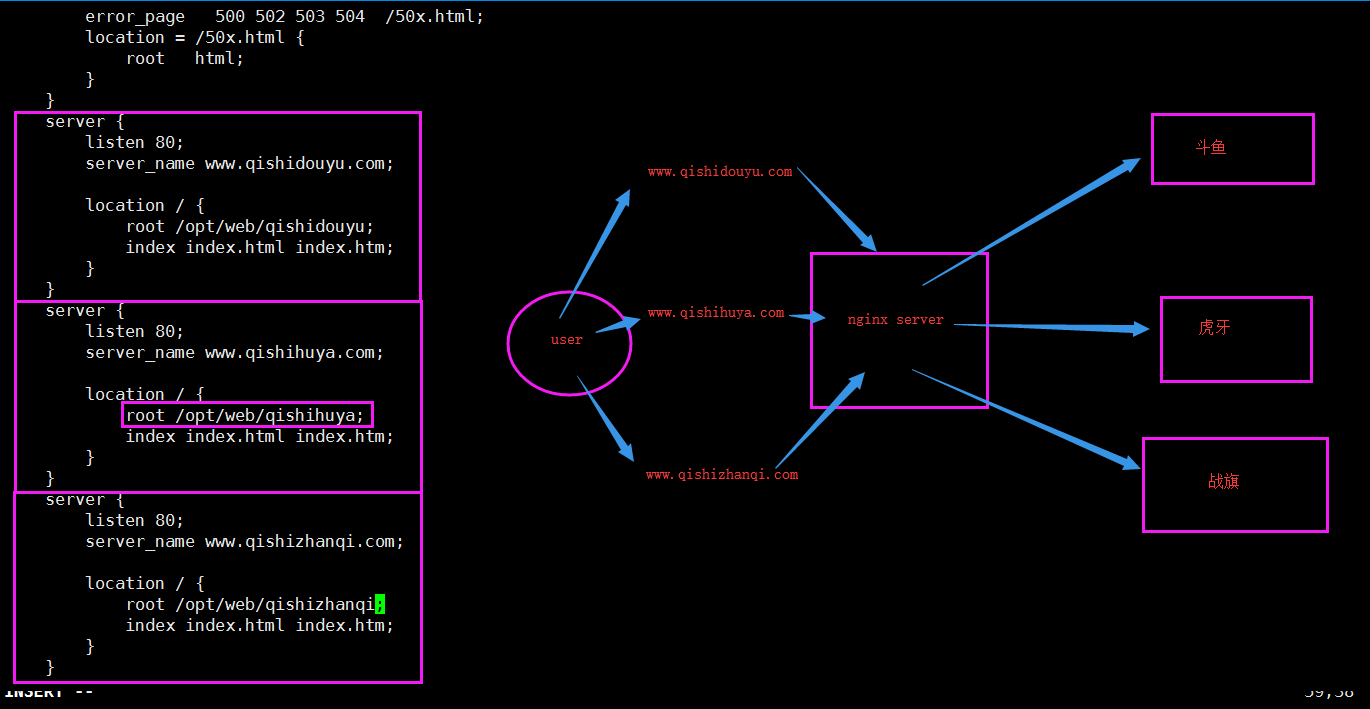 error_page   500 502 503 504  /50x.html;
location = /50x.html {
root   html;
}
}
server {
listen 80;
server_name www.qishidouyu.com;
location / {
root /opt/web/qishidouyu;
index index.html index.htm;
}
}
server {
listen 80;
server_name www.qishihuya.com;
location / {
root /opt/web/qishihuya;
index index.html index.htm;
}
}
server {
listen 80;
server_name www.qishizhanqi.com;
location / {
root /opt/web/qishizhanqi;
index index.html index.htm;
}
}
INSERT --
59,38
user
www.qishidouyu.com
www.qishihuya.com
www.qishizhanqi.com
nginx server
斗鱼
虎牙
战旗